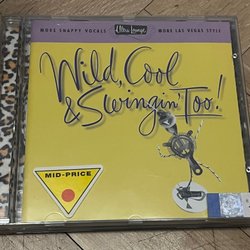 MORE SNAPPY VOCALS Ultra Lounge MORE LAS VEGAS STYLE
Wild, Cool
& Swingin' Too!
MID-PRICE